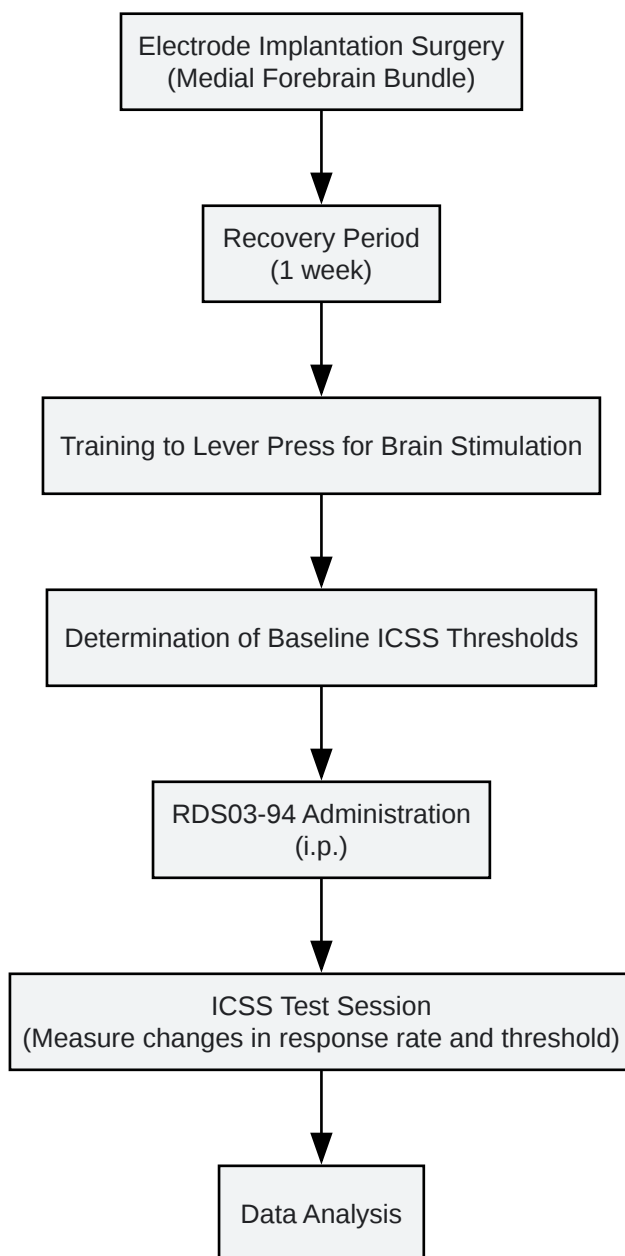 Electrode Implantation Surgery
(Medial Forebrain Bundle)
Recovery Period
(1 week)
Training to Lever Press for Brain Stimulation
Determination of Baseline ICSS Thresholds
RDS03-94 Administration
(i.p.)
ICSS Test Session
(Measure changes in response rate and threshold)
Data Analysis